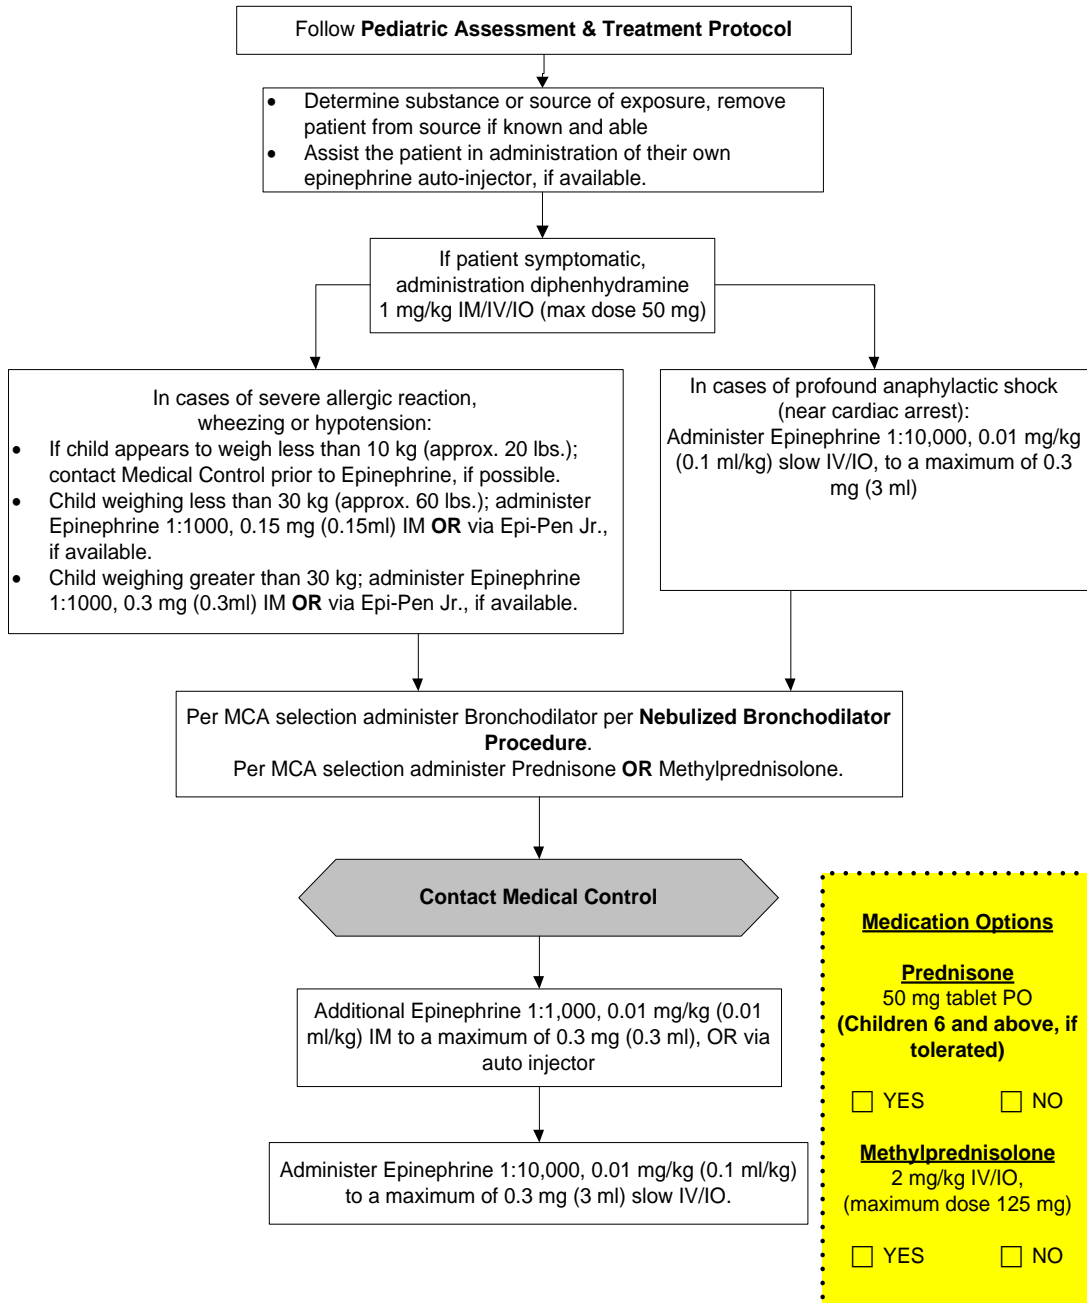 Follow Pediatric Assessment & Treatment Protocol
• Determine substance or source of exposure, remove
patient from source if known and able
• Assist the patient in administration of their own
epinephrine auto-injector, if available.
If patient symptomatic,
administration diphenhydramine
1 mg/kg IM/IV/IO (max dose 50 mg)
In cases of severe allergic reaction,
wheezing or hypotension:
• If child appears to weigh less than 10 kg (approx. 20 lbs.);
contact Medical Control prior to Epinephrine, if possible.
• Child weighing less than 30 kg (approx. 60 lbs.); administer
Epinephrine 1:1000, 0.15 mg (0.15ml) IM OR via Epi-Pen Jr.,
if available.
• Child weighing greater than 30 kg; administer Epinephrine
1:1000, 0.3 mg (0.3ml) IM OR via Epi-Pen Jr., if available.
In cases of profound anaphylactic shock
(near cardiac arrest):
Administer Epinephrine 1:10,000, 0.01 mg/kg
(0.1 ml/kg) slow IV/IO, to a maximum of 0.3
mg (3 ml)
Per MCA selection administer Bronchodilator per Nebulized Bronchodilator
Procedure.
Per MCA selection administer Prednisone OR Methylprednisolone.
Contact Medical Control
Additional Epinephrine 1:1,000, 0.01 mg/kg (0.01
ml/kg) IM to a maximum of 0.3 mg (0.3 ml), OR via
auto injector
Administer Epinephrine 1:10,000, 0.01 mg/kg (0.1 ml/kg)
to a maximum of 0.3 mg (3 ml) slow IV/IO.
Medication Options
Prednisone
50 mg tablet PO
(Children 6 and above, if
tolerated)
☐ YES ☐ NO
Methylprednisolone
2 mg/kg IV/IO,
(maximum dose 125 mg)
☐ YES ☐ NO